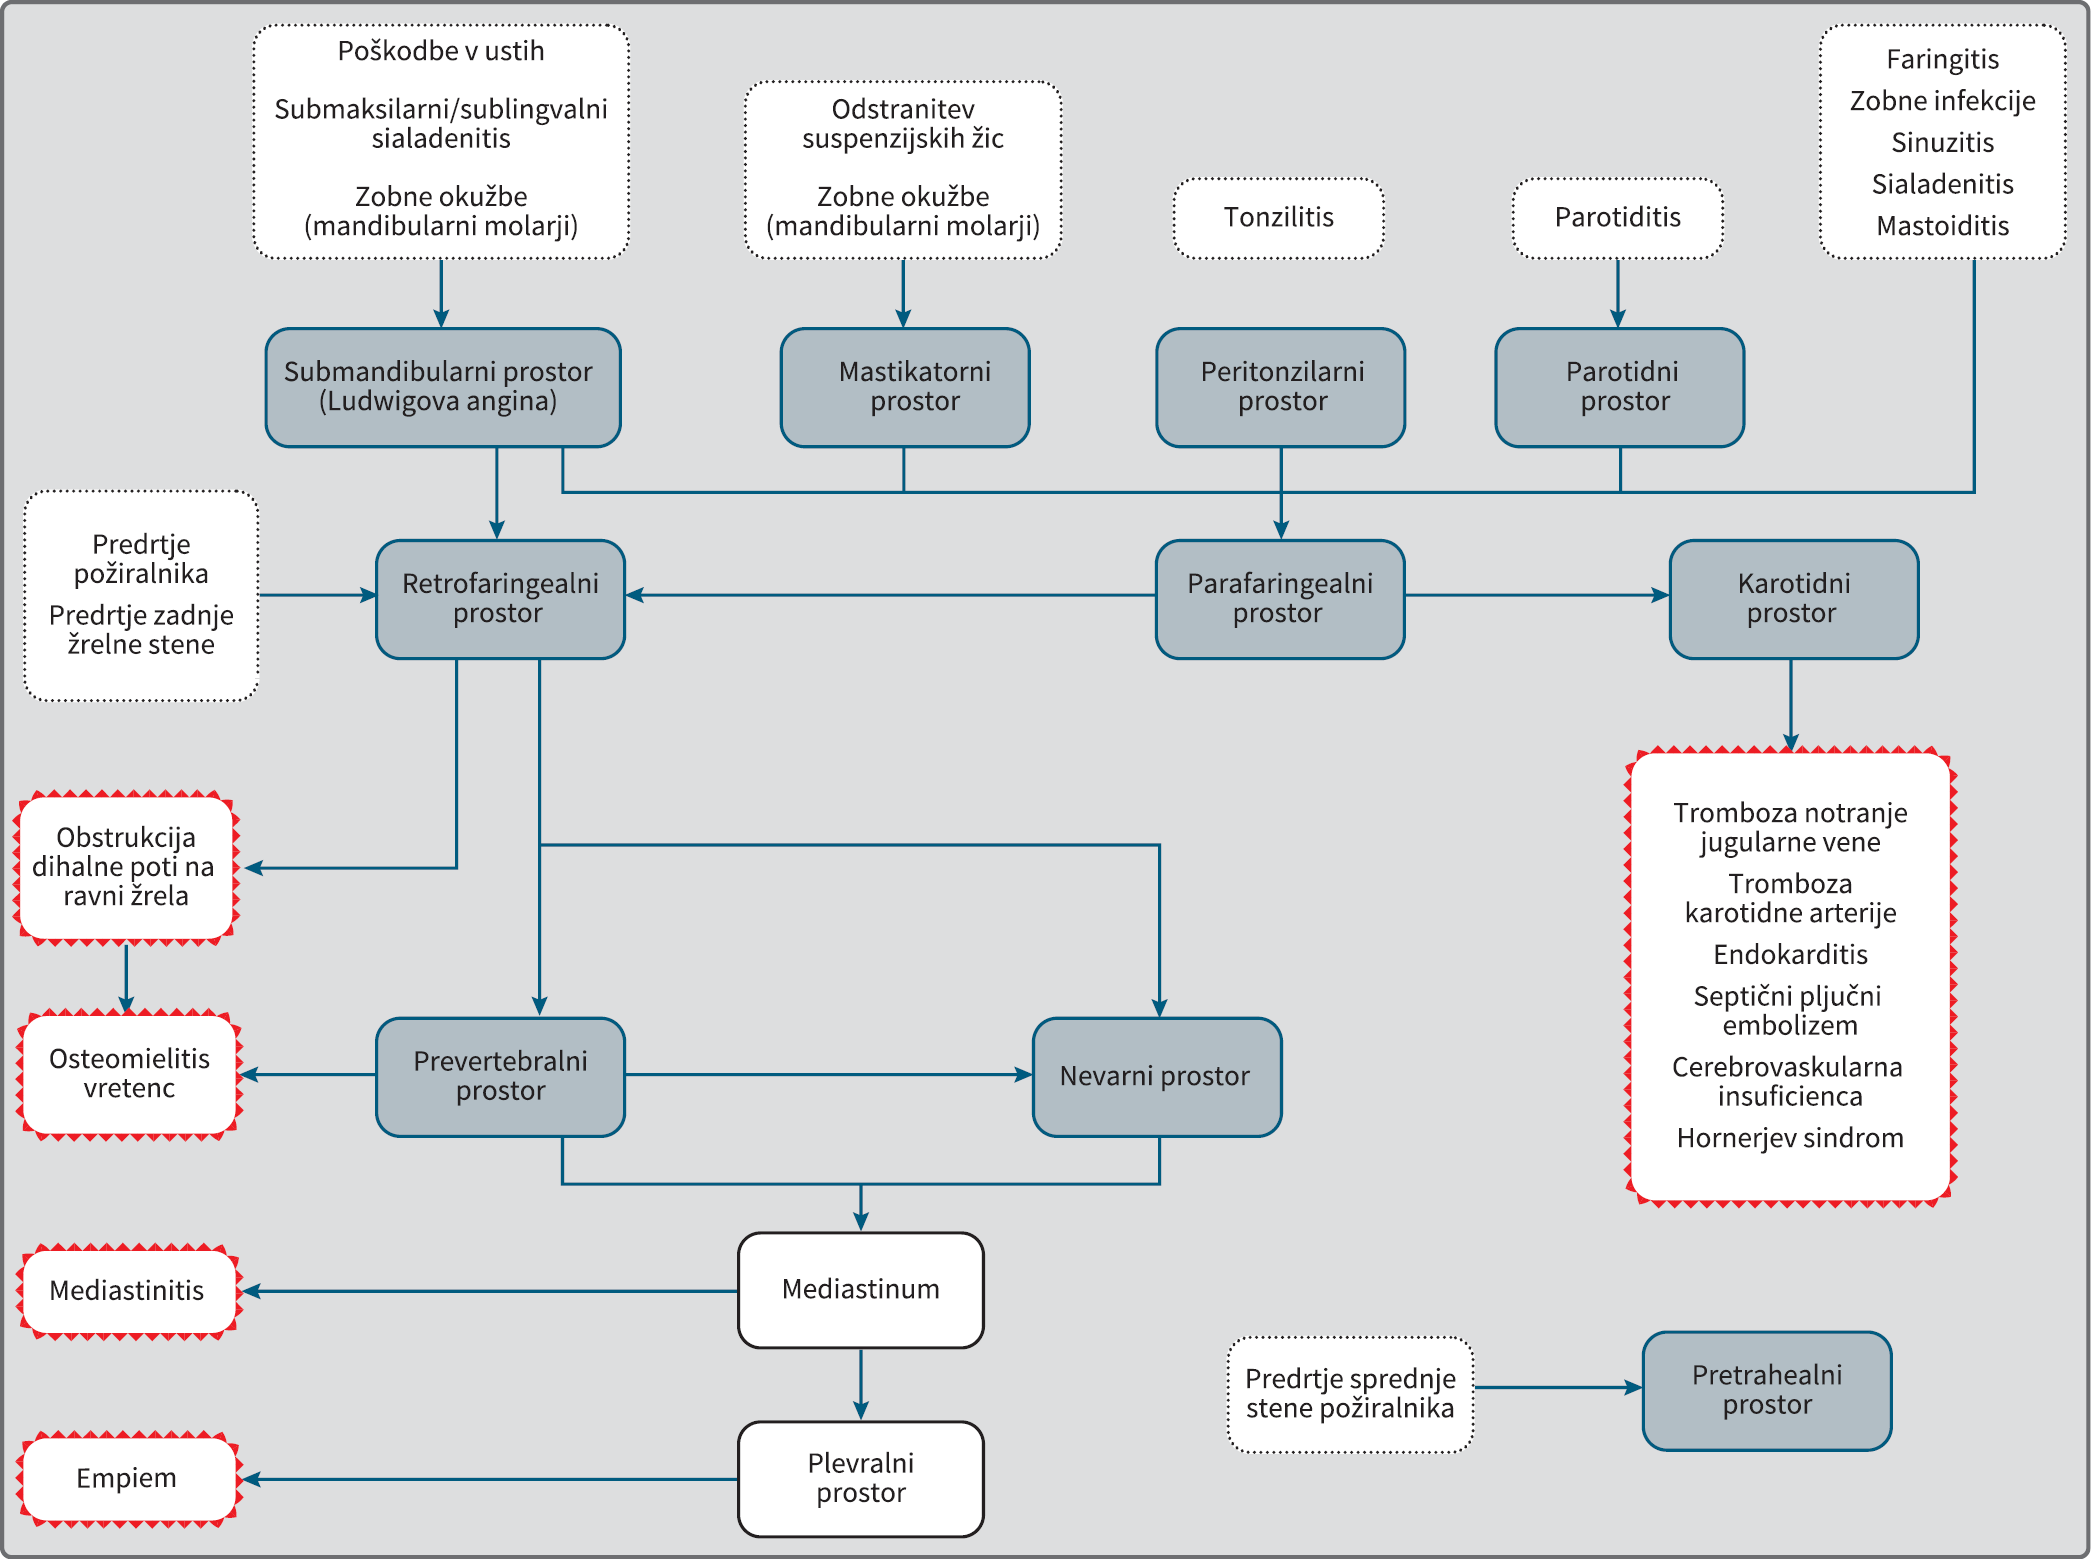 Poškodbe v ustih
Submaksilarni/sublingvalni
sialadenitis
Zobne okužbe
(mandibularni molarji)
Odstranitev
suspenzijskih žic
Zobne okužbe
(mandibularni molarji)
Tonzilitis
Parotiditis
Faringitis
Zobne infekcije
Sinuzitis
Sialadenitis
Mastoiditis
Submandibularni prostor
(Ludwigova angina)
Mastikatorni
prostor
Peritonzilarni
prostor
Parotidni
prostor
Predrtje
požiralnika
Predrtje zadnje
žrelne stene
Retrofaringealni
prostor
Parafaringealni
prostor
Karotidni
prostor
Obstrukcija
dihalne poti na
ravni žrela
Tromboza notranje
jugularne vene
Tromboza
karotidne arterije
Endokarditis
Septični pljučni
embolizem
Cerebrovaskularna
insuficienca
Hornerjev sindrom
Osteomielitis
vretenc
Prevertebralni
prostor
Nevarni prostor
Mediastinitis
Mediastinum
Predrtje sprednje
stene požiralnika
Pretrahealni
prostor
Empiem
Plevralni
prostor